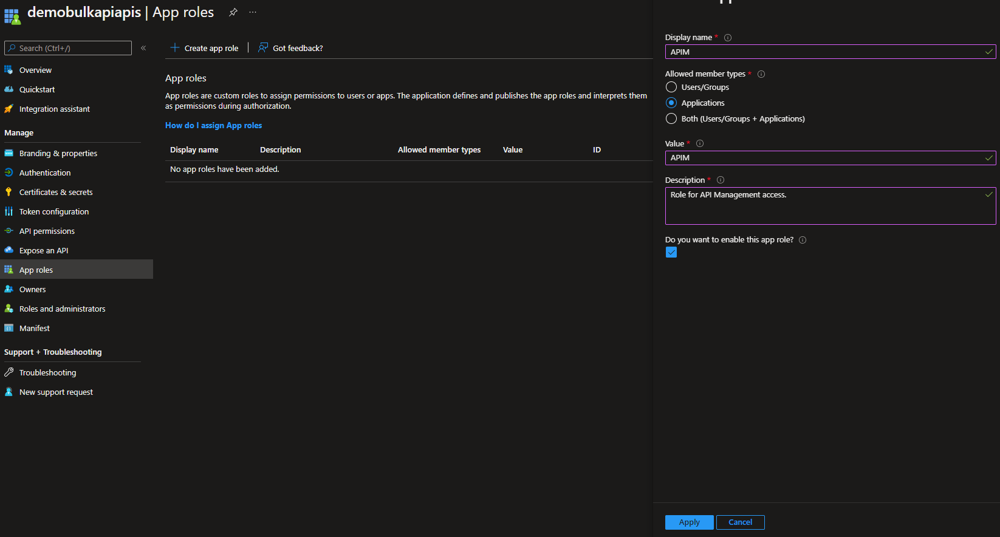 demobulkapiapis | App roles
Search (Ctrl+/)
Overview
Quickstart
Integration assistant
Manage
Branding & properties
Authentication
Certificates & secrets
Token configuration
API permissions
Expose an API
App roles
Owners
Roles and administrators
Manifest
Support + Troubleshooting
Troubleshooting
New support request
Create app role
Got feedback?
App roles
App roles are custom roles to assign permissions to users or apps. The application defines and publishes the app roles and interprets them
as permissions during authorization.
How do I assign App roles
Display name Description Allowed member types Value ID
No app roles have been added.
Display name *
APIM
Allowed member types *
Users/Groups
Applications
Both (Users/Groups + Applications)
Value *
APIM
Description *
Role for API Management access.
Do you want to enable this app role?
Apply Cancel